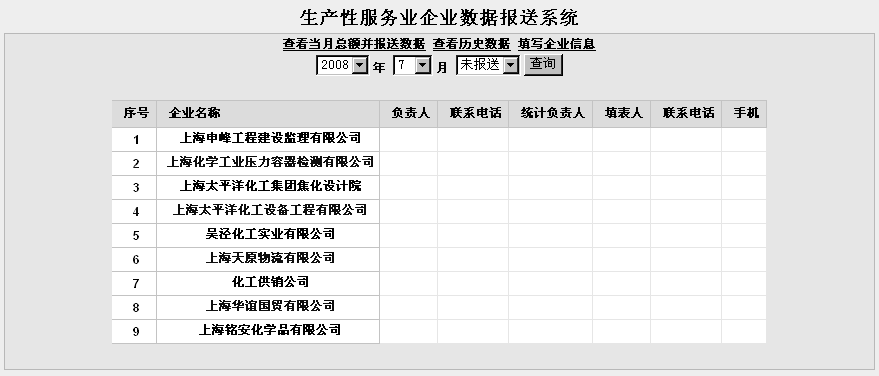 生产性服务业企业数据报送系统
查看当月总额并报送数据 查看历史数据 填写企业信息
2008 年 7 月 未报送 查询
序号 企业名称 负责人 联系电话 统计负责人 填表人 联系电话 手机
1 上海申峰工程建设监理有限公司
2 上海化学工业压力容器检测有限公司
3 上海太平洋化工集团焦化设计院
4 上海太平洋化工设备工程有限公司
5 吴泾化工实业有限公司
6 上海天原物流有限公司
7 化工供销公司
8 上海华谊国贸有限公司
9 上海铭安化学品有限公司